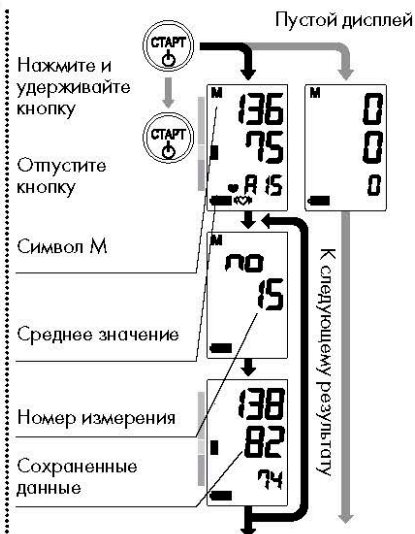 Пустой дисплей
СТАРТ
Нажмите и
удерживайте
кнопку
СТАРТ
Отпустите
кнопку
M
136
75
A 15
M
0
0
0
Символ М
M
no
15
Среднее значение
К следующему результату
Номер измерения
138
82
74
Сохраненные
данные